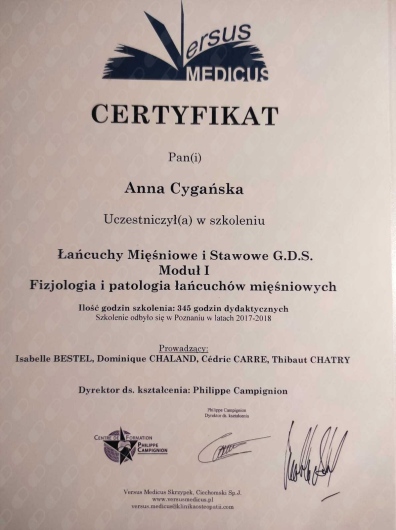 Versus
MEDICUS
CERTYFIKAT
Pan(i)
Anna Cygańska
Uczestniczył(a) w szkoleniu
Łańcuchy Mięśniowe i Stawowe G.D.S.
Moduł I
Fizjologia i patologia łańcuchów mięśniowych
Ilość godzin szkolenia: 345 godzin dydaktycznych
Szkolenie odbyło się w Poznaniu w latach 2017-2018
Prowadzący:
Isabelle BESTEL, Dominique CHALAND, Cédric CARRE, Thibaut CHATRY
Dyrektor ds. kształcenia: Philippe Campignion
Philippe Campignion
Dyrektor ds. kształcenia
CENTRE DE FORMATION
PHILIPPE
CAMPIGNION
Versus Medicus Skrzypek, Ciechomski Sp.J.
www.versusmedicus.pl